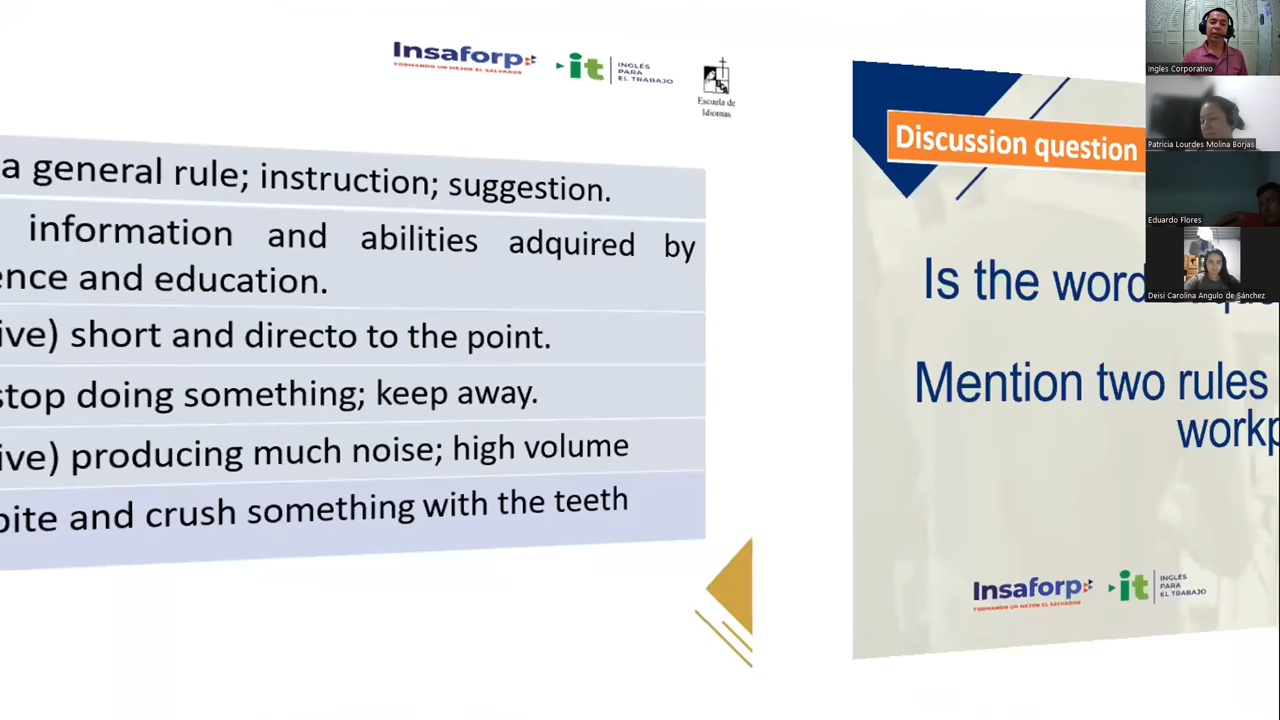 Insaforp
FORMANDO UN MEJOR EL SALVADOR
it
INGLÉS
PARA
EL TRABAJO
Escuela de
Idiomas
a general rule; instruction; suggestion.
information and abilities adquired by
ence and education.
ive) short and directo to the point.
stop doing something; keep away.
ive) producing much noise; high volume
bite and crush something with the teeth
Discussion question
Is the word
Mention two rules
workp
Insaforp
FORMANDO UN MEJOR EL SALVADOR
it
INGLÉS
PARA
EL TRABAJO
Ingles Corporativo
Patricia Lourdes Molina Borjas
Eduardo Flores
Deisi Carolina Angulo de Sánchez